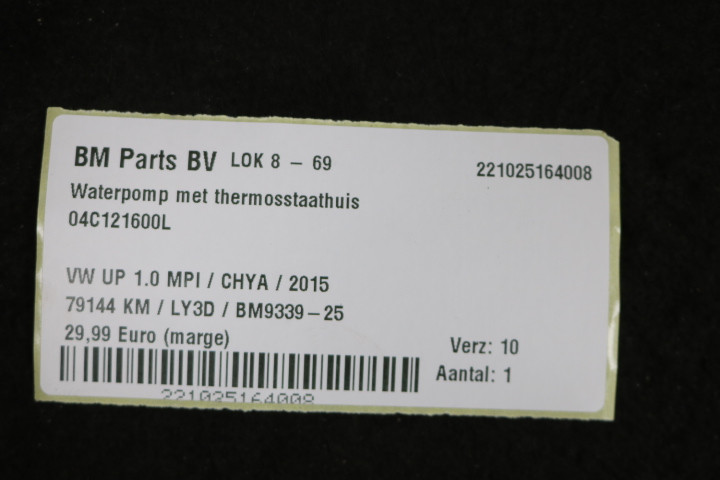 BM Parts BV LOK 8 – 69 221025164008
Waterpomp met thermosstaathuis
04C121600L
VW UP 1.0 MPI / CHYA / 2015
79144 KM / LY3D / BM9339–25
29,99 Euro (marge) Verz: 10
Aantal: 1
221025164008